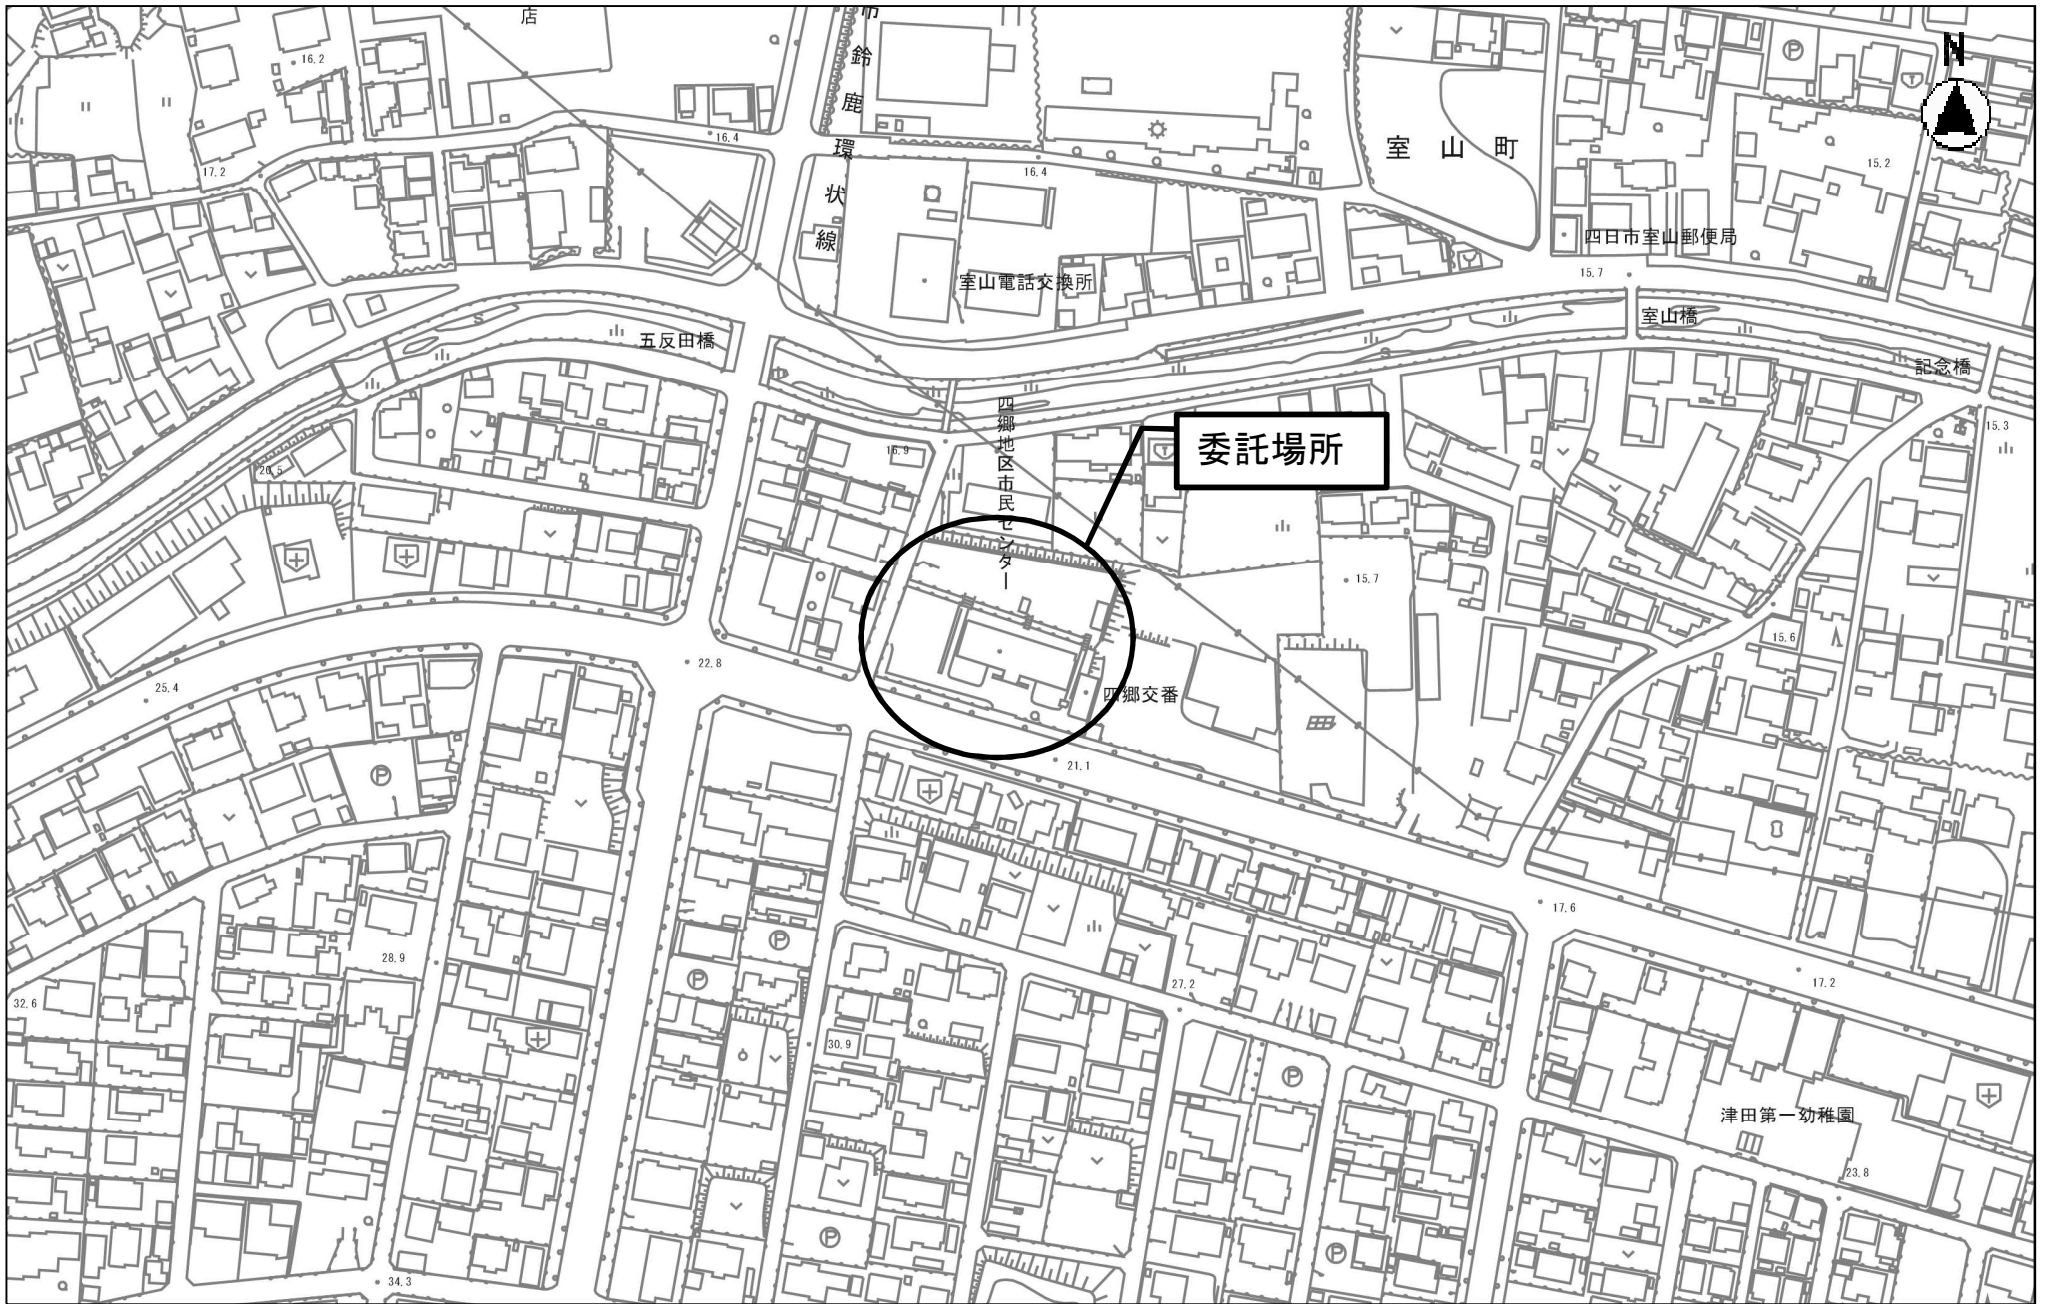 店
市
鈴鹿環状線
N
16.2
16.4
室山町
15.2
17.2
16.4
四日市室山郵便局
15.7
室山電話交換所
室山橋
五反田橋
記念橋
四郷地区市民センター
委託場所
15.3
16.9
20.5
15.7
15.6
22.8
四郷交番
25.4
21.1
P
17.6
P
28.9
17.2
P
27.2
32.6
30.9
P
津田第一幼稚園
23.8
P
P
34.3
P